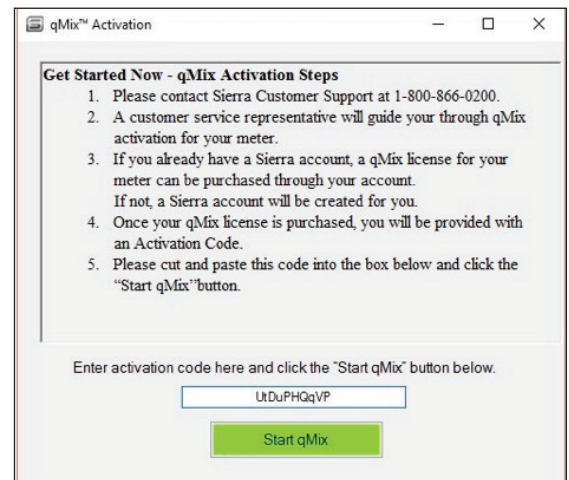 qMix™ Activation
Get Started Now - qMix Activation Steps
1. Please contact Sierra Customer Support at 1-800-866-0200.
2. A customer service representative will guide your through qMix
activation for your meter.
3. If you already have a Sierra account, a qMix license for your
meter can be purchased through your account.
If not, a Sierra account will be created for you.
4. Once your qMix license is purchased, you will be provided with
an Activation Code.
5. Please cut and paste this code into the box below and click the
“Start qMix”button.
Enter activation code here and click the "Start qMix" button below.
UtDuPHQqVP
Start qMix